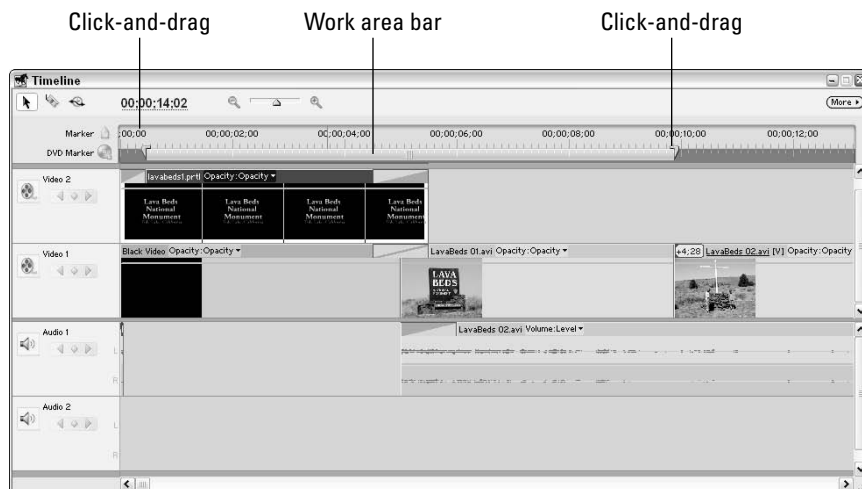 Click-and-drag Work area bar Click-and-drag
Timeline
00;00;14;02 More
Marker ;00;00 00;00;02;00 00;00;04;00 00;00;06;00 00;00;08;00 00;00;10;00 00;00;12;00
DVD Marker
Video 2 lavabeds1.prtl Opacity:Opacity
Lava Beds Lava Beds Lava Beds Lava Beds
National National National National
Monument Monument Monument Monument
Video 1 Black Video Opacity:Opacity LavaBeds 01.avi Opacity:Opacity +4;28 LavaBeds 02.avi [V] Opacity:Opacity
LAVA
BEDS
Audio 1 LavaBeds 02.avi Volume:Level
L
R
Audio 2
L
R